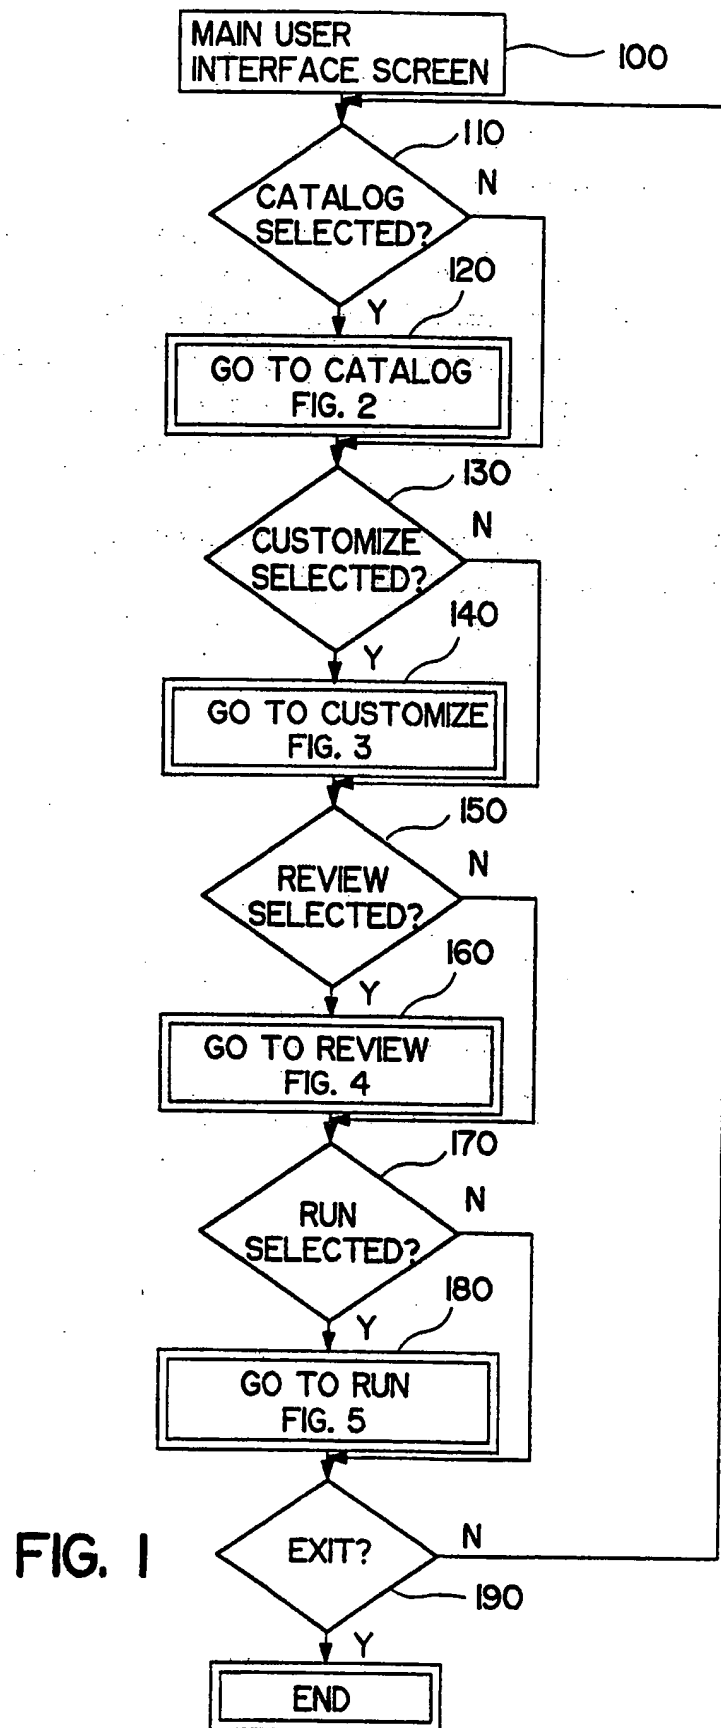 MAIN USER
INTERFACE SCREEN
100
110
N
CATALOG
SELECTED?
120
Y
GO TO CATALOG
FIG. 2
130
N
CUSTOMIZE
SELECTED?
140
Y
GO TO CUSTOMIZE
FIG. 3
150
N
REVIEW
SELECTED?
160
Y
GO TO REVIEW
FIG. 4
170
N
RUN
SELECTED?
180
Y
GO TO RUN
FIG. 5
FIG. 1
EXIT?
N
190
Y
END